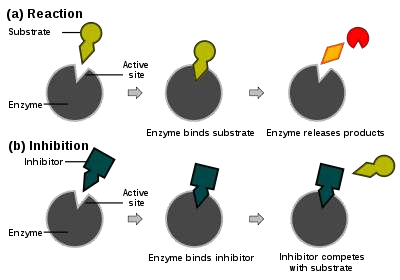 (a) Reaction
Substrate
Active
site
Enzyme
Enzyme binds substrate
Enzyme releases products
(b) Inhibition
Inhibitor
Active
site
Enzyme
Enzyme binds inhibitor
Inhibitor competes
with substrate